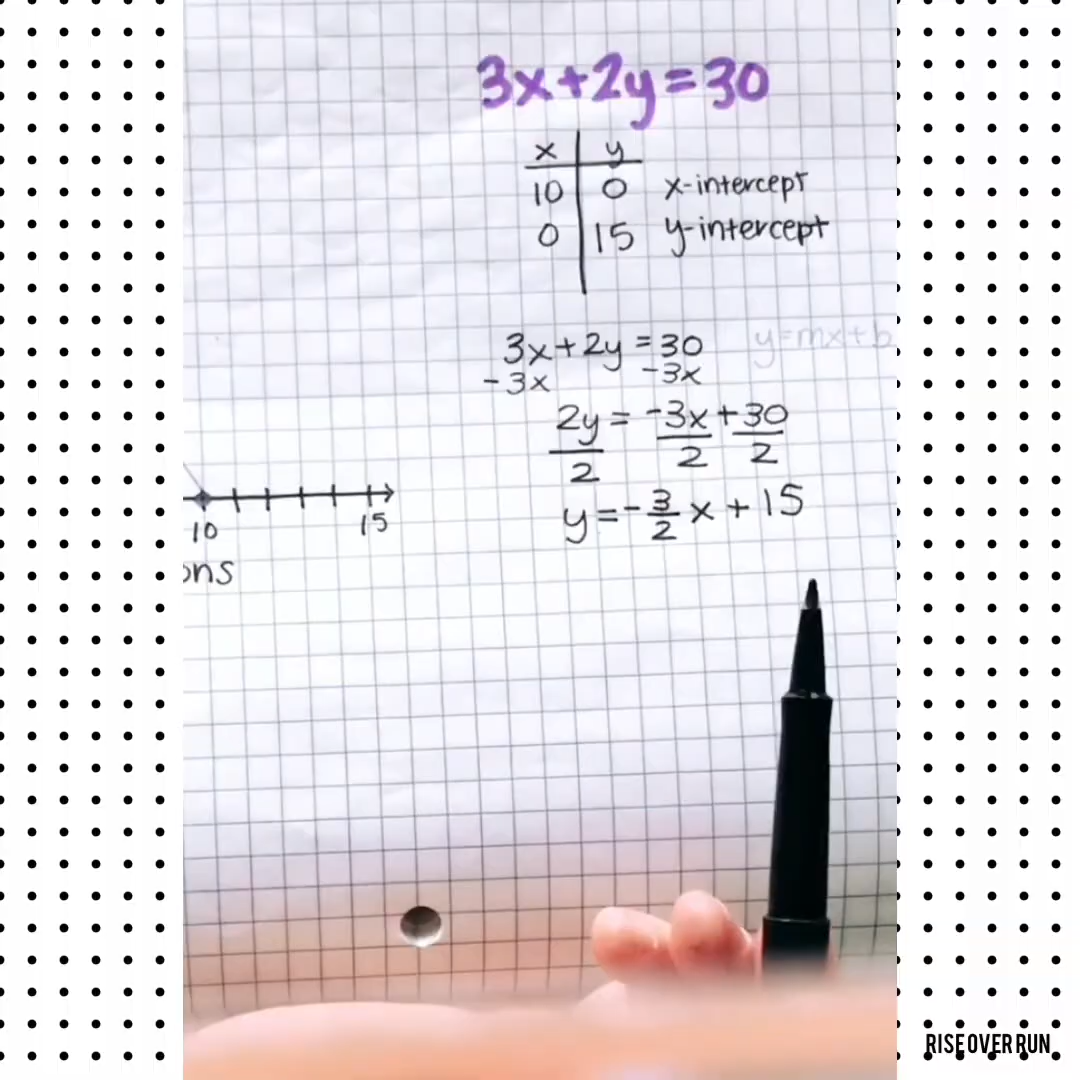 3x+2y=30
x y
10 0 x-intercept
0 15 y-intercept
3x+2y=30 y=mx+b
-3x -3x
2y = -3x +30
2 2 2
y=-3/2 x + 15
10 15
ons
RISE OVER RUN